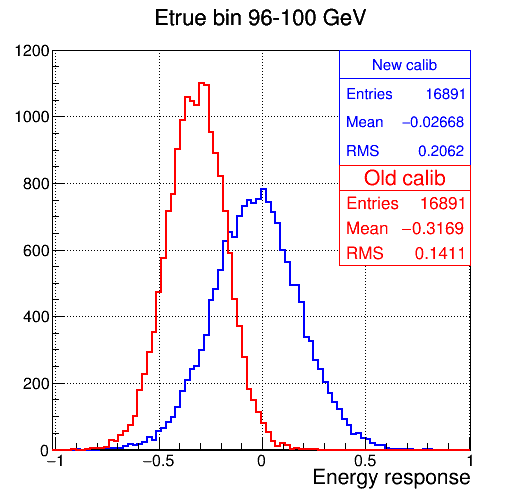 Etrue bin 96-100 GeV
1200
1000
800
600
400
200
0
−1
−0.5
0
0.5
1
Energy response
New calib
Entries 16891
Mean −0.02668
RMS 0.2062
Old calib
Entries 16891
Mean −0.3169
RMS 0.1411